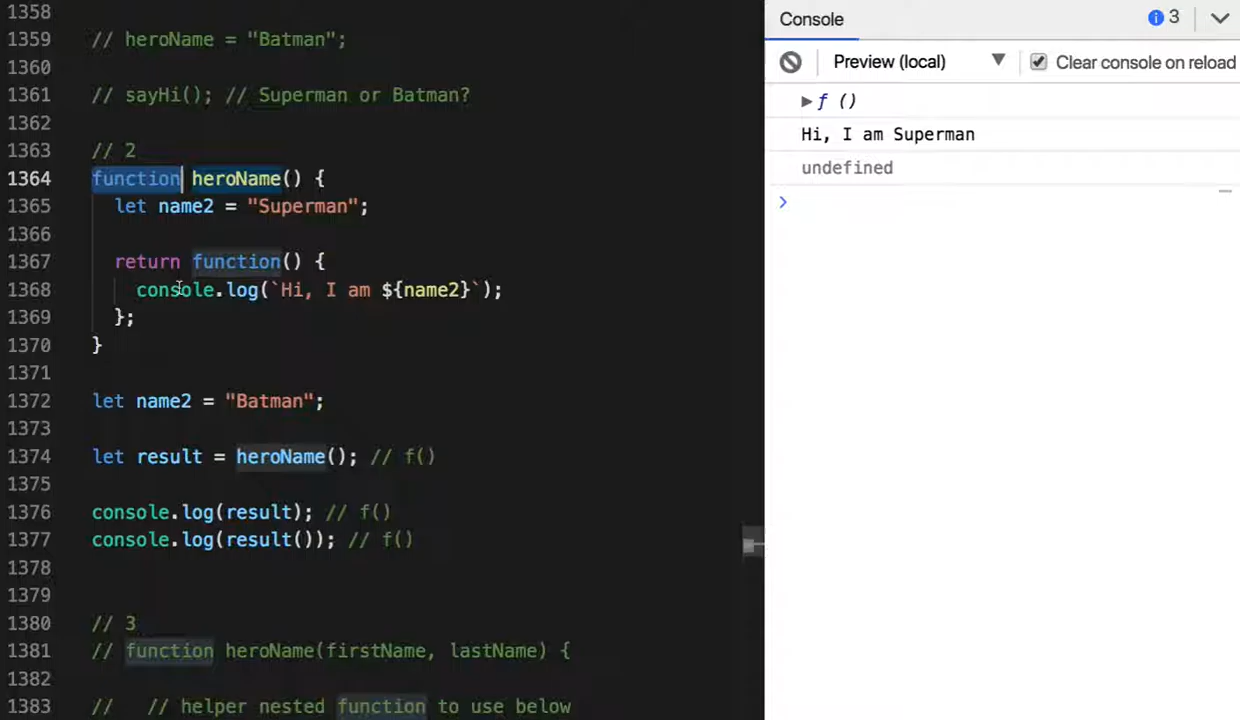 1358
1359 // heroName = "Batman";
1360
1361 // sayHi(); // Superman or Batman?
1362
1363 // 2
1364 function heroName() {
1365 let name2 = "Superman";
1366
1367 return function() {
1368 console.log(`Hi, I am ${name2}`);
1369 };
1370 }
1371
1372 let name2 = "Batman";
1373
1374 let result = heroName(); // f()
1375
1376 console.log(result); // f()
1377 console.log(result()); // f()
1378
1379
1380 // 3
1381 // function heroName(firstName, lastName) {
1382
1383 // // helper nested function to use below
Console 3
Preview (local) ▼ Clear console on reload
▶ ƒ ()
Hi, I am Superman
undefined
>